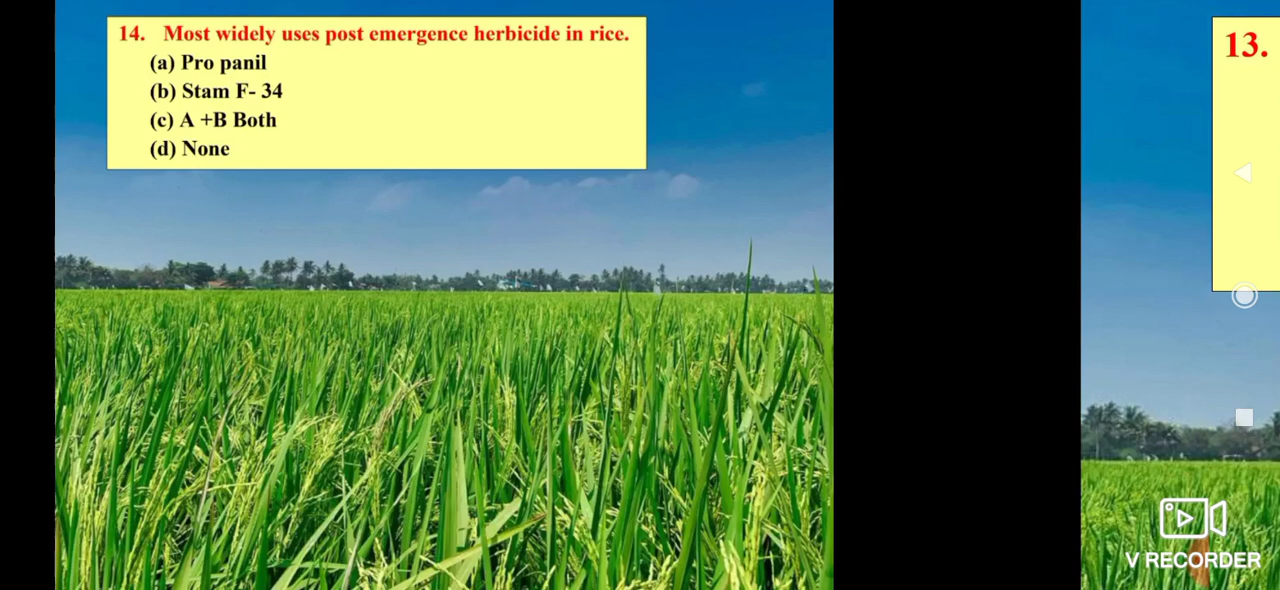 14. Most widely uses post emergence herbicide in rice.
(a) Pro panil
(b) Stam F- 34
(c) A +B Both
(d) None
13.
V RECORDER